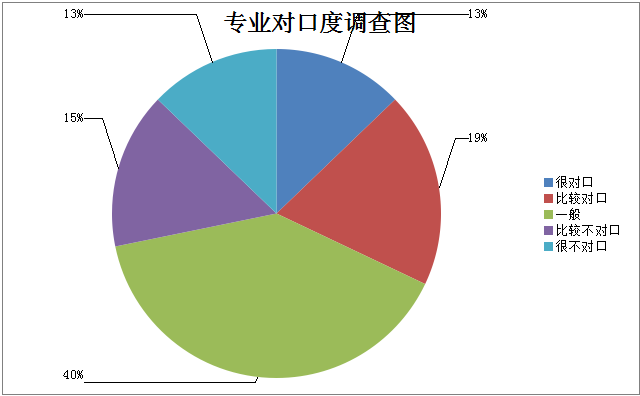 专业对口度调查图
13%
13%
15%
19%
40%
很对口
比较对口
一般
比较不对口
很不对口